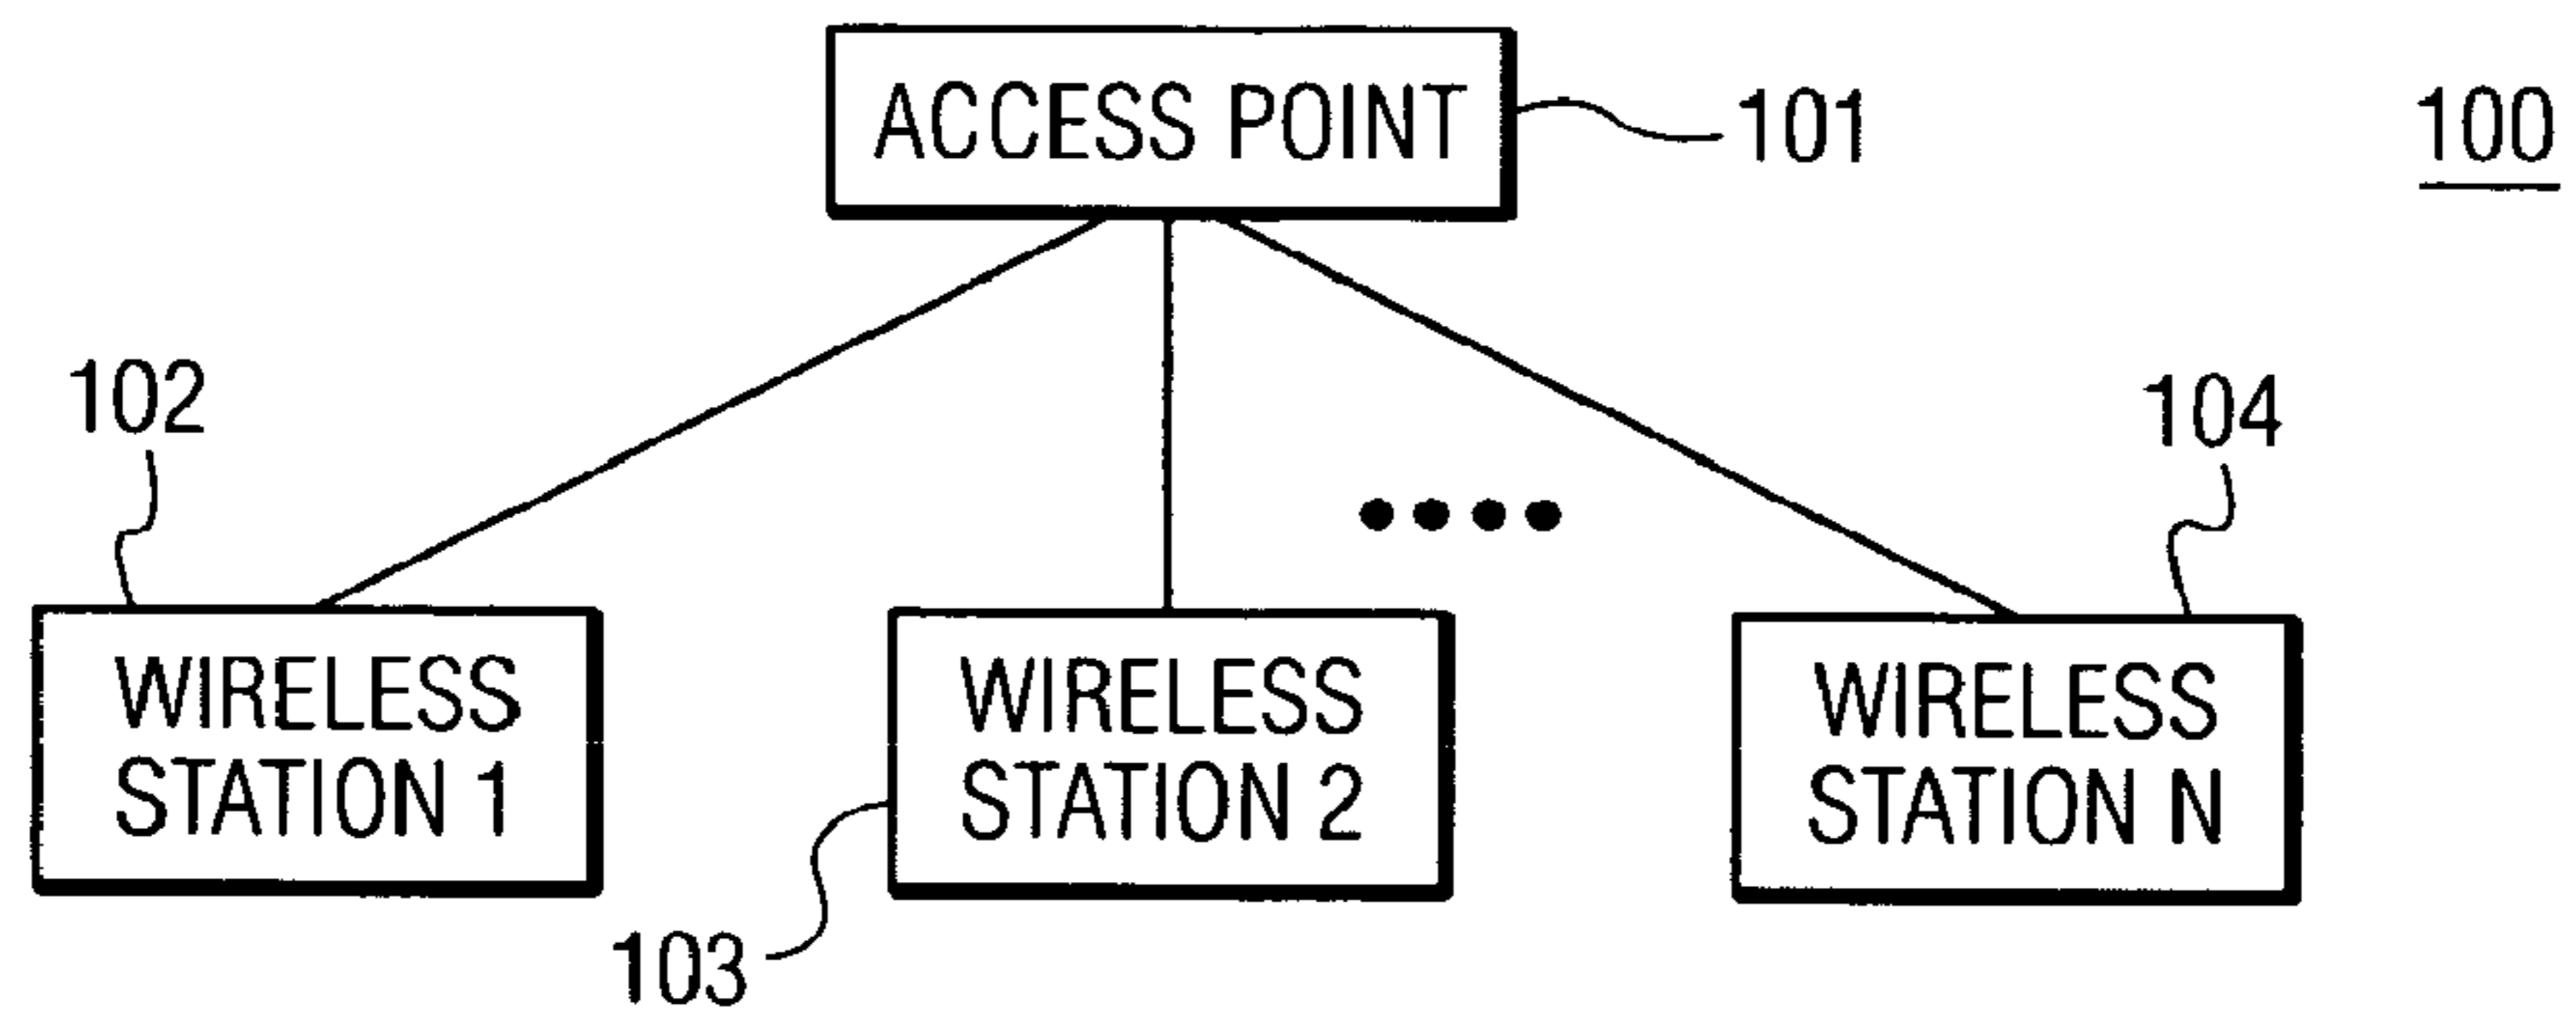 ACCESS POINT
101
100
102
104
WIRELESS
STATION 1
WIRELESS
STATION 2
WIRELESS
STATION N
103